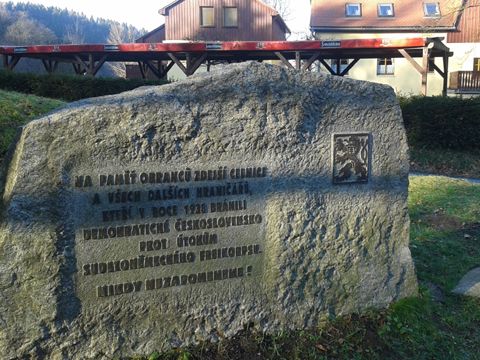 NA PAMĚŤ OBRÁNCŮ ZDEJŠÍ CELNICE
A VŠECH DALŠÍCH HRANIČÁŘŮ,
KTEŘÍ V ROCE 1938 BRÁNILI
DEMOKRATICKÉ ČESKOSLOVENSKO
PROTI ÚTOKŮM
SUDETONĚMECKÉHO FREIKORPSU.
NIKDY NEZAPOMENEME!